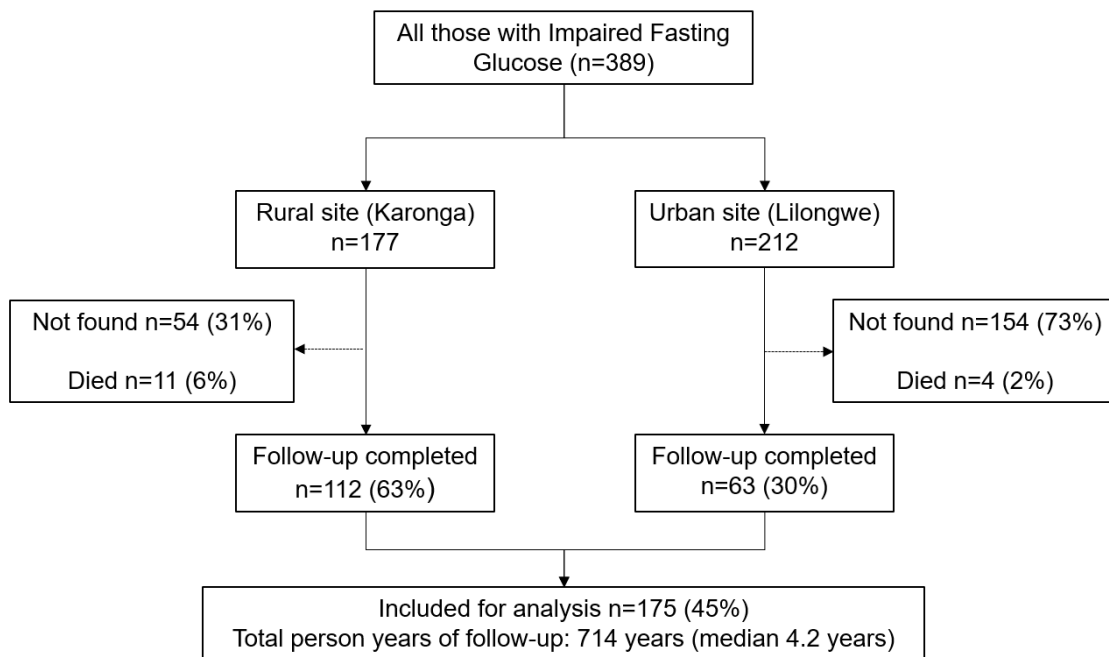 All those with Impaired Fasting
Glucose (n=389)
Rural site (Karonga)
n=177
Urban site (Lilongwe)
n=212
Not found n=54 (31%)
Died n=11 (6%)
Not found n=154 (73%)
Died n=4 (2%)
Follow-up completed
n=112 (63%)
Follow-up completed
n=63 (30%)
Included for analysis n=175 (45%)
Total person years of follow-up: 714 years (median 4.2 years)